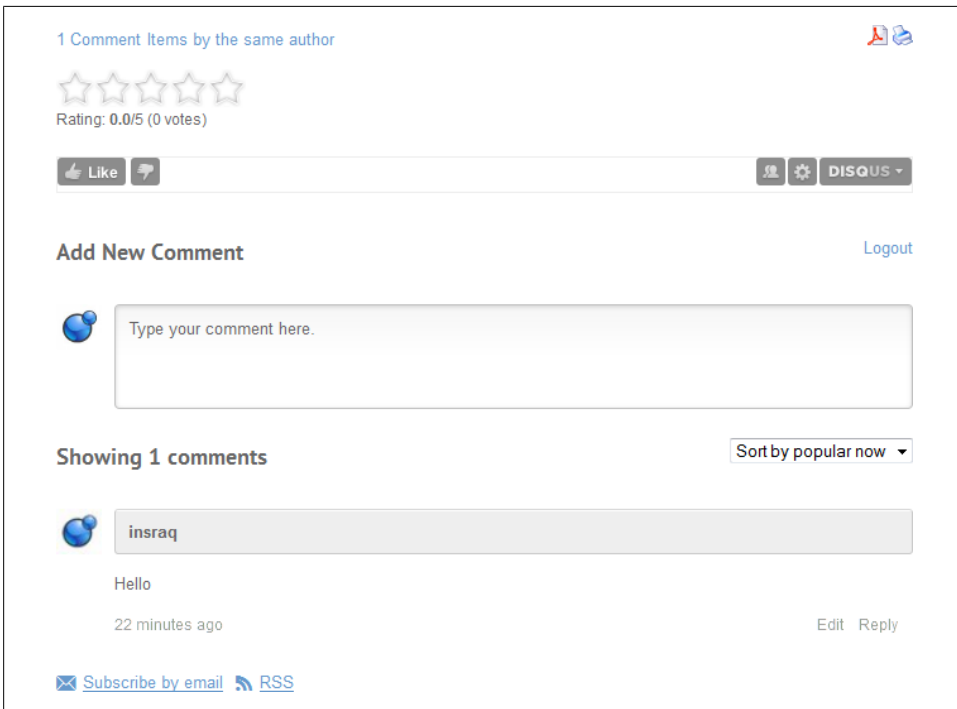 1 Comment Items by the same author
Rating: 0.0/5 (0 votes)
Like DISQUS
Add New Comment Logout
Type your comment here.
Showing 1 comments Sort by popular now
insraq
Hello
22 minutes ago Edit Reply
Subscribe by email RSS